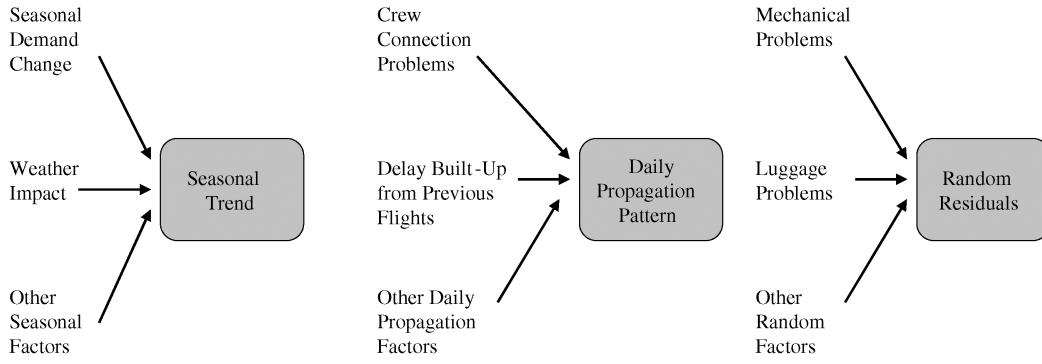 Seasonal
Demand
Change
Weather
Impact
Other
Seasonal
Factors
Seasonal
Trend
Crew
Connection
Problems
Delay Built-Up
from Previous
Flights
Other Daily
Propagation
Factors
Daily
Propagation
Pattern
Mechanical
Problems
Luggage
Problems
Other
Random
Factors
Random
Residuals